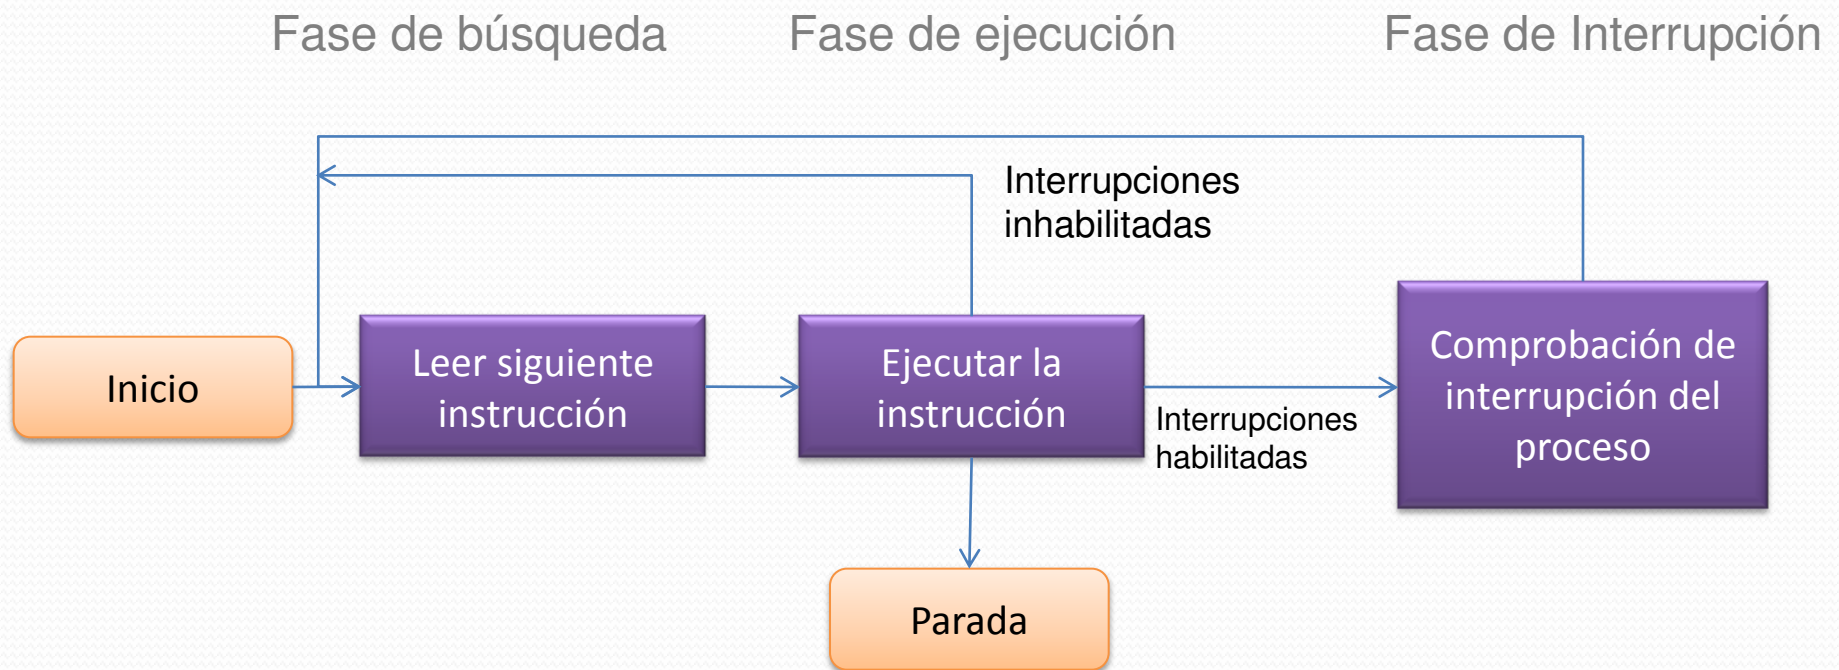 Fase de búsqueda
Fase de ejecución
Fase de Interrupción
Interrupciones
inhabilitadas
Inicio
Leer siguiente
instrucción
Ejecutar la
instrucción
Interrupciones
habilitadas
Comprobación de
interrupción del
proceso
Parada